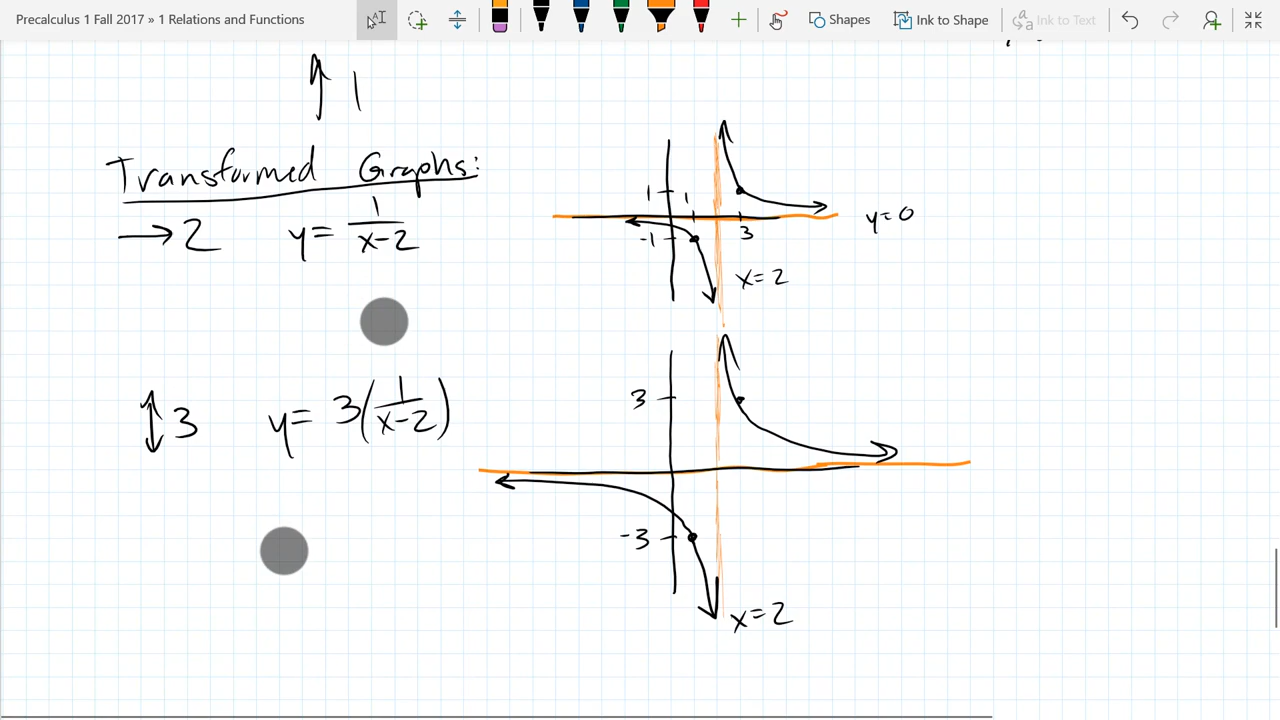 Precalculus 1 Fall 2017 » 1 Relations and Functions
Shapes
Ink to Shape
Ink to Text
↑ 1
Transformed Graphs:
→ 2 y = 1/(x-2)
1 1
-1 3
y=0
x=2
↕ 3 y = 3(1/(x-2))
3
-3
x=2